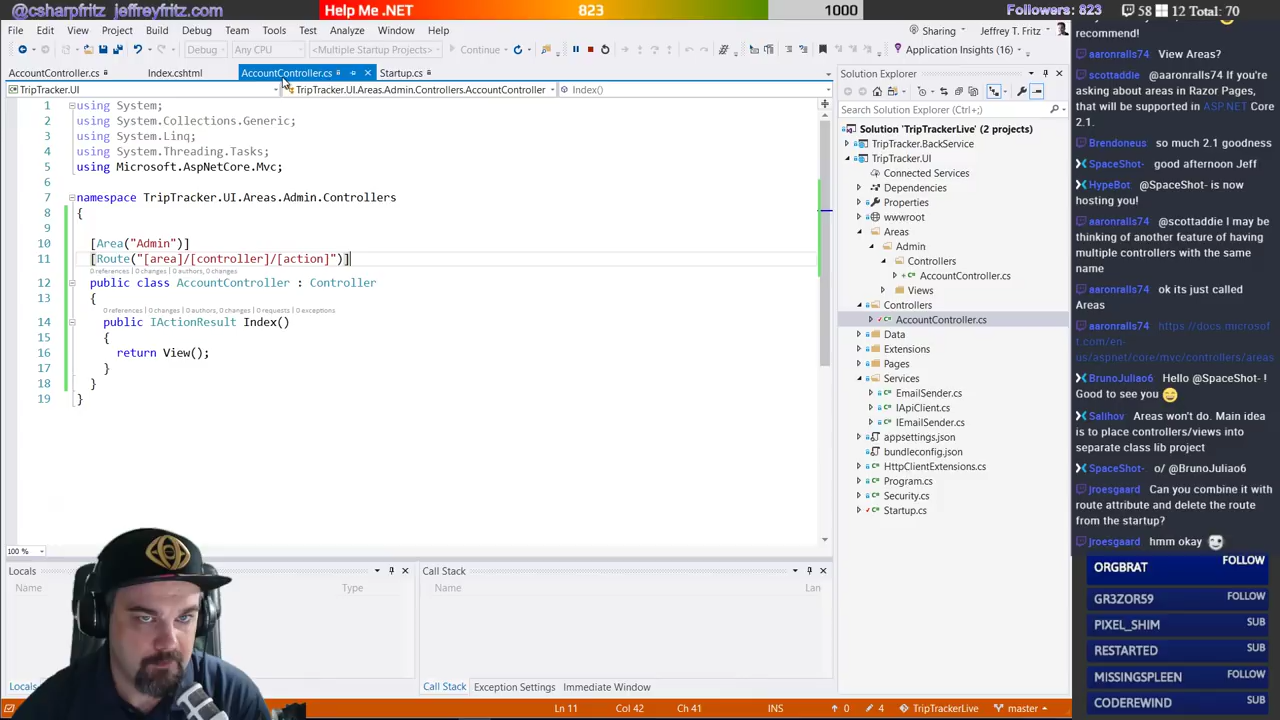 @csharpfritz jeffreyfritz.com
Help Me .NET
823
1000
Followers: 823
58
12
Total: 70
File Edit View Project Build Debug Team Tools Test Analyze Window Help
Sharing
Jeffrey T. Fritz
Debug
Any CPU
<Multiple Startup Projects>
Continue
Application Insights (16)
AccountController.cs
Index.cshtml
AccountController.cs
Startup.cs
TripTracker.UI
TripTracker.UI.Areas.Admin.Controllers.AccountController
Index()
1 using System;
2 using System.Collections.Generic;
3 using System.Linq;
4 using System.Threading.Tasks;
5 using Microsoft.AspNetCore.Mvc;
6
7 namespace TripTracker.UI.Areas.Admin.Controllers
8 {
9
10 [Area("Admin")]
11 [Route("[area]/[controller]/[action]")]
0 references | 0 changes | 0 authors, 0 changes
12 public class AccountController : Controller
13 {
0 references | 0 changes | 0 authors, 0 changes | 0 requests | 0 exceptions
14 public IActionResult Index()
15 {
16 return View();
17 }
18 }
19 }
100 %
Locals
Name
Type
Locals
Call Stack
Name
Lan
Call Stack
Exception Settings
Immediate Window
Ln 11
Col 42
Ch 41
INS
0
4
TripTrackerLive
master
Solution Explorer
Search Solution Explorer (Ctrl+;)
Solution 'TripTrackerLive' (2 projects)
TripTracker.BackService
TripTracker.UI
Connected Services
Dependencies
Properties
wwwroot
Areas
Admin
Controllers
AccountController.cs
Views
Controllers
AccountController.cs
Data
Extensions
Pages
Services
EmailSender.cs
IApiClient.cs
IEmailSender.cs
appsettings.json
bundleconfig.json
HttpClientExtensions.cs
Program.cs
Security.cs
Startup.cs
recommend!
aaronralls74 View Areas?
scottaddie @aaronralls74 If you're
asking about areas in Razor Pages,
that will be supported in ASP.NET Core
2.1.
Brendoneus so much 2.1 goodness
SpaceShot- good afternoon Jeff
HypeBot: @SpaceShot- is now
hosting you!
aaronralls74 @scottaddie I may be
thinking of another feature of having
multiple controllers with the same
name
aaronralls74 ok its just called
Areas
aaronralls74 https://docs.microsof
t.com/en-
us/aspnet/core/mvc/controllers/areas
BrunoJuliao6 Hello @SpaceShot- !
Good to see you
Salihov Areas won't do. Main idea
is to place controllers/views into
separate class lib project
SpaceShot- o/ @BrunoJuliao6
jroesgaard Can you combine it with
route attribute and delete the route
from the startup?
jroesgaard hmm okay
ORGBRAT FOLLOW
GR3ZOR59 FOLLOW
PIXEL_SHIM SUB
RESTARTED SUB
MISSINGSPLEEN FOLLOW
CODEREWIND SUB